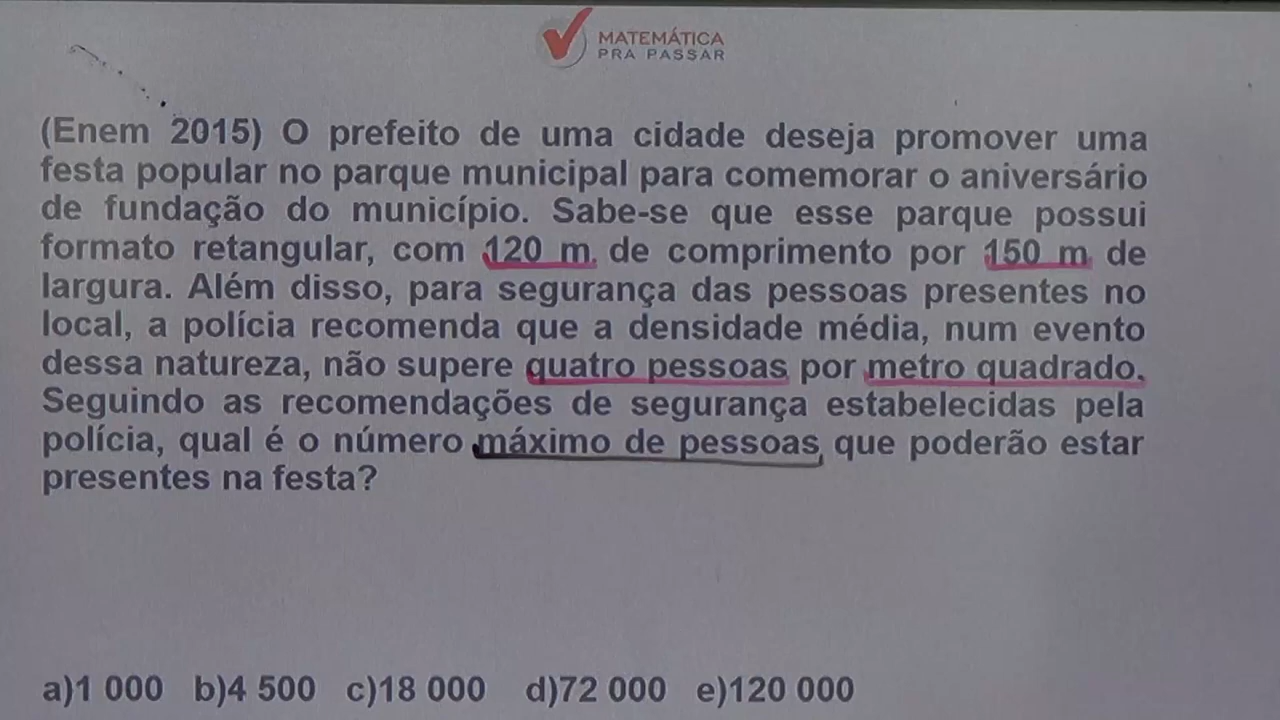 MATEMÁTICA
PRA PASSAR
(Enem 2015) O prefeito de uma cidade deseja promover uma
festa popular no parque municipal para comemorar o aniversário
de fundação do município. Sabe-se que esse parque possui
formato retangular, com 120 m de comprimento por 150 m de
largura. Além disso, para segurança das pessoas presentes no
local, a polícia recomenda que a densidade média, num evento
dessa natureza, não supere quatro pessoas por metro quadrado.
Seguindo as recomendações de segurança estabelecidas pela
polícia, qual é o número máximo de pessoas que poderão estar
presentes na festa?
a)1 000 b)4 500 c)18 000 d)72 000 e)120 000